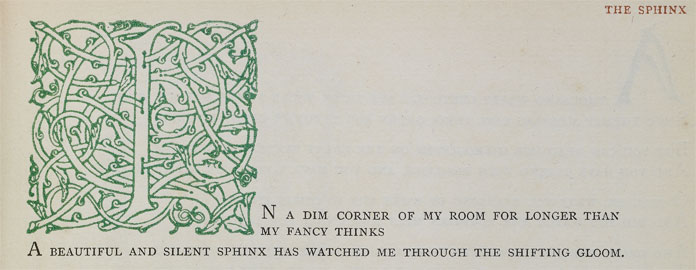 THE SPHINX
IN A DIM CORNER OF MY ROOM FOR LONGER THAN
MY FANCY THINKS
A BEAUTIFUL AND SILENT SPHINX HAS WATCHED ME THROUGH THE SHIFTING GLOOM.